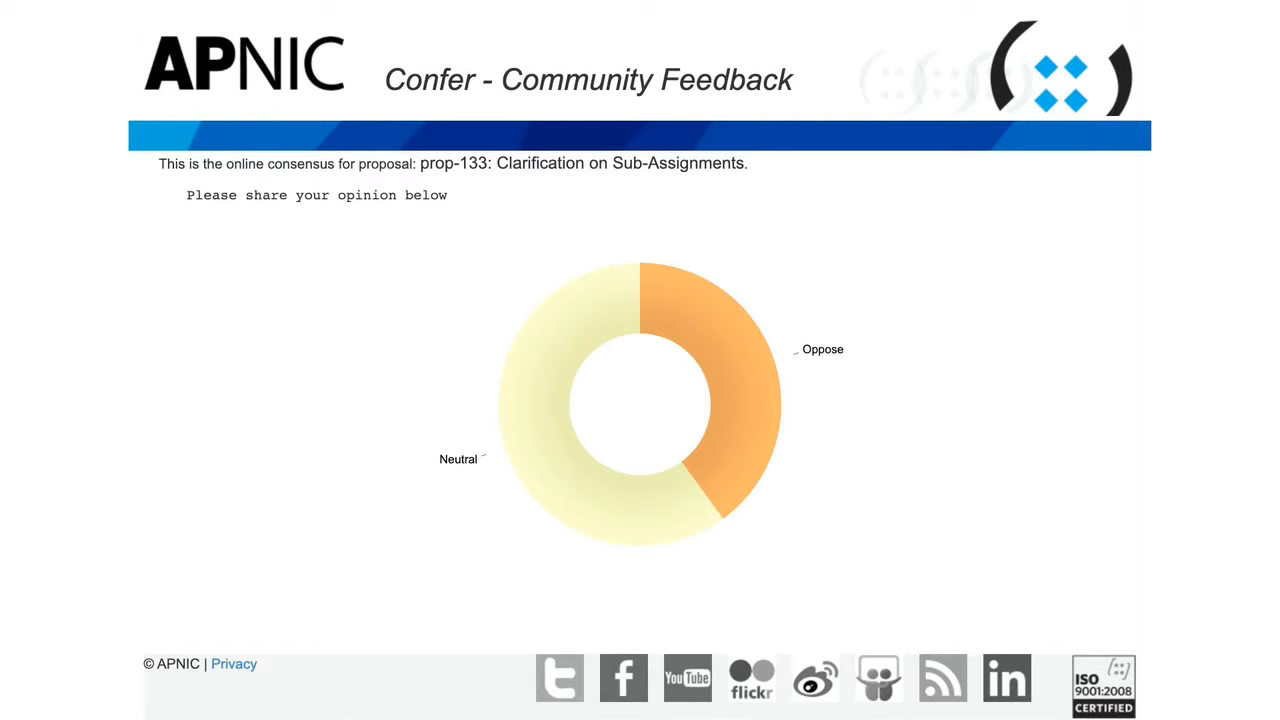 APNIC
Confer - Community Feedback
This is the online consensus for proposal: prop-133: Clarification on Sub-Assignments.
Please share your opinion below
Oppose
Neutral
© APNIC | Privacy
You Tube
flickr
in
ISO
9001:2008
CERTIFIED